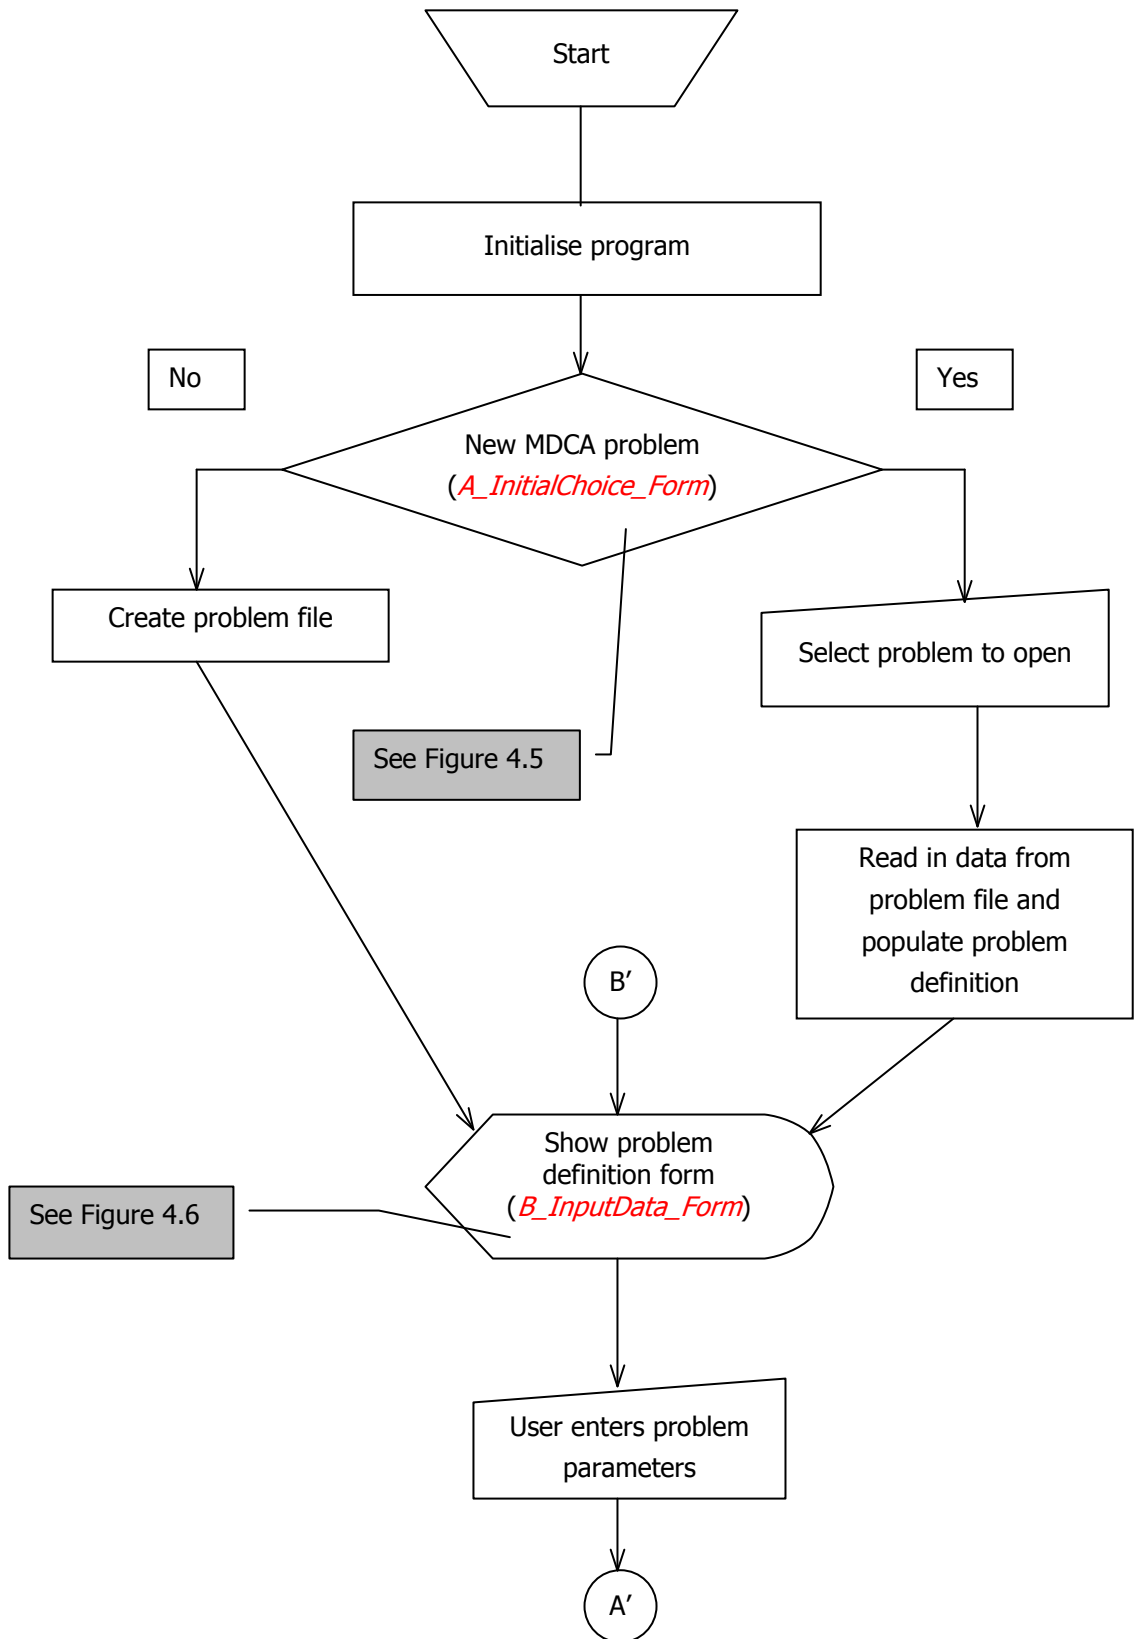 Start
Initialise program
No
Yes
New MDCA problem
(A_InitialChoice_Form)
Create problem file
Select problem to open
See Figure 4.5
Read in data from
problem file and
populate problem
definition
B’
Show problem
definition form
(B_InputData_Form)
See Figure 4.6
User enters problem
parameters
A’